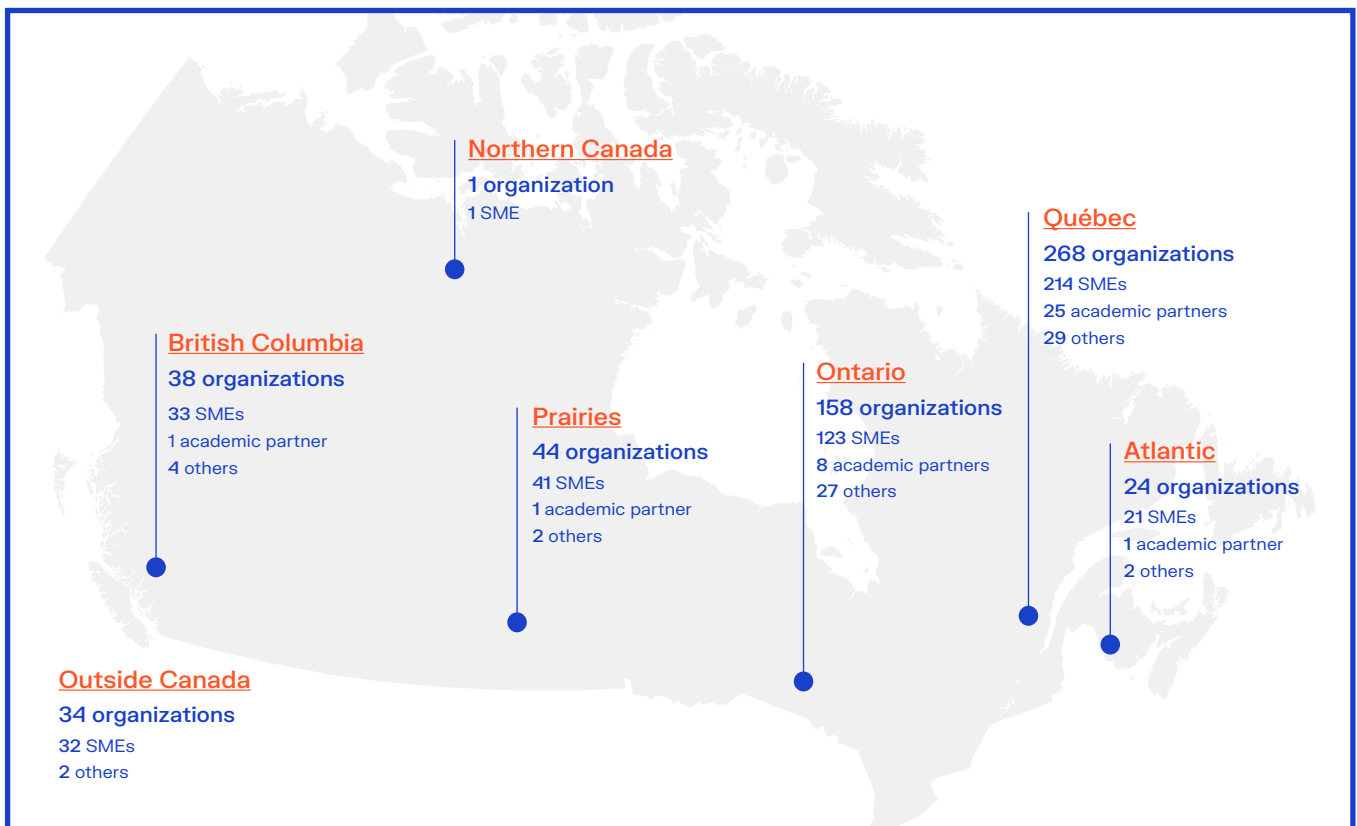 Northern Canada
1 organization
1 SME
Québec
268 organizations
214 SMEs
25 academic partners
29 others
British Columbia
38 organizations
33 SMEs
1 academic partner
4 others
Ontario
158 organizations
123 SMEs
8 academic partners
27 others
Prairies
44 organizations
41 SMEs
1 academic partner
2 others
Atlantic
24 organizations
21 SMEs
1 academic partner
2 others
Outside Canada
34 organizations
32 SMEs
2 others